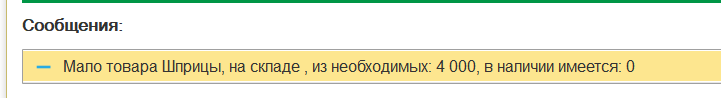 Сообщения:
Мало товара Шприцы, на складе , из необходимых: 4 000, в наличии имеется: 0